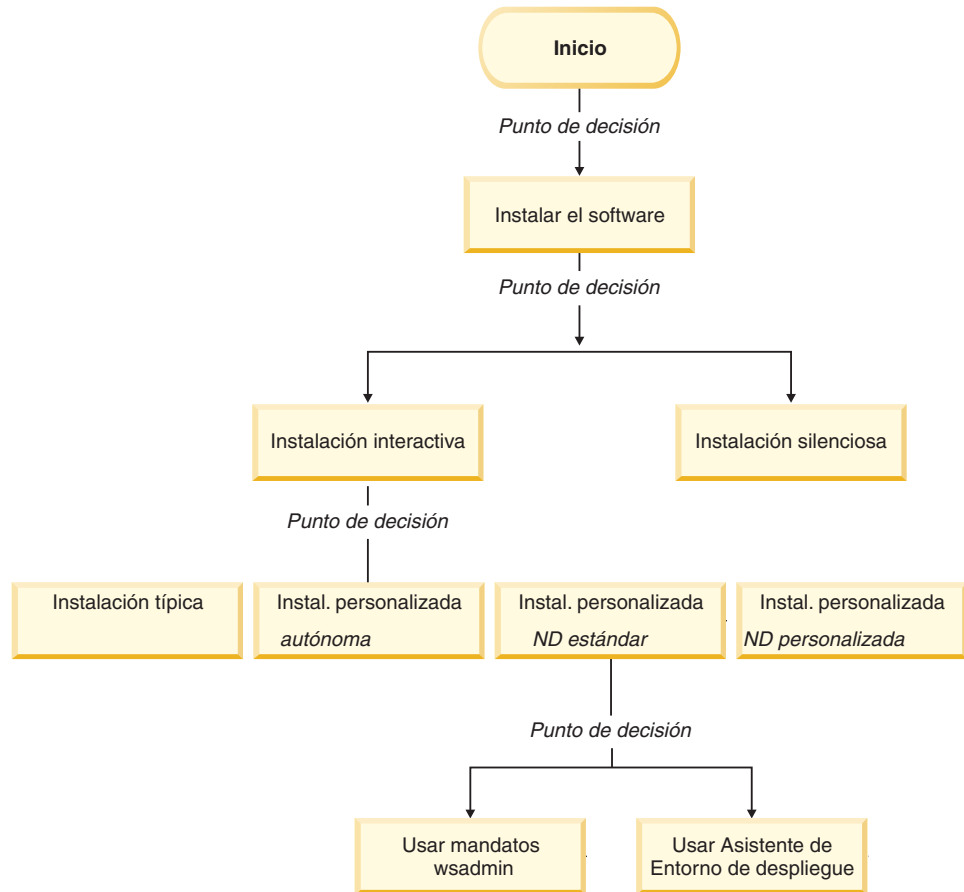 Inicio
Punto de decisión
Instalar el software
Punto de decisión
Instalación interactiva
Instalación silenciosa
Punto de decisión
Instalación típica
Instal. personalizada
autónoma
Instal. personalizada
ND estándar
Instal. personalizada
ND personalizada
Punto de decisión
Usar mandatos
wsadmin
Usar Asistente de
Entorno de despliegue